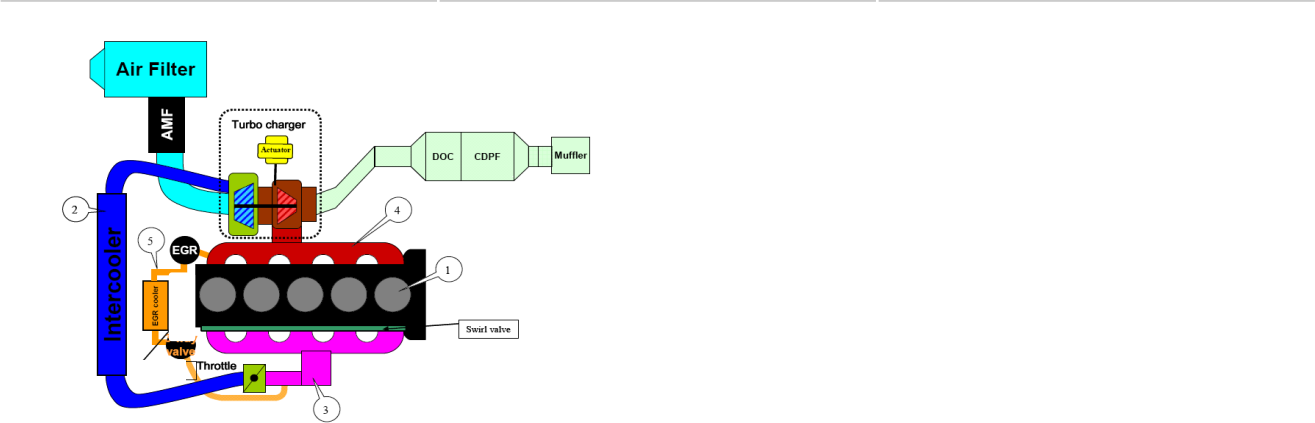 Air Filter
AMF
Turbo charger
Actuator
DOC
CDPF
Muffler
2
Intercooler
4
5
EGR
1
EGR cooler
Swirl valve
valve
Throttle
3